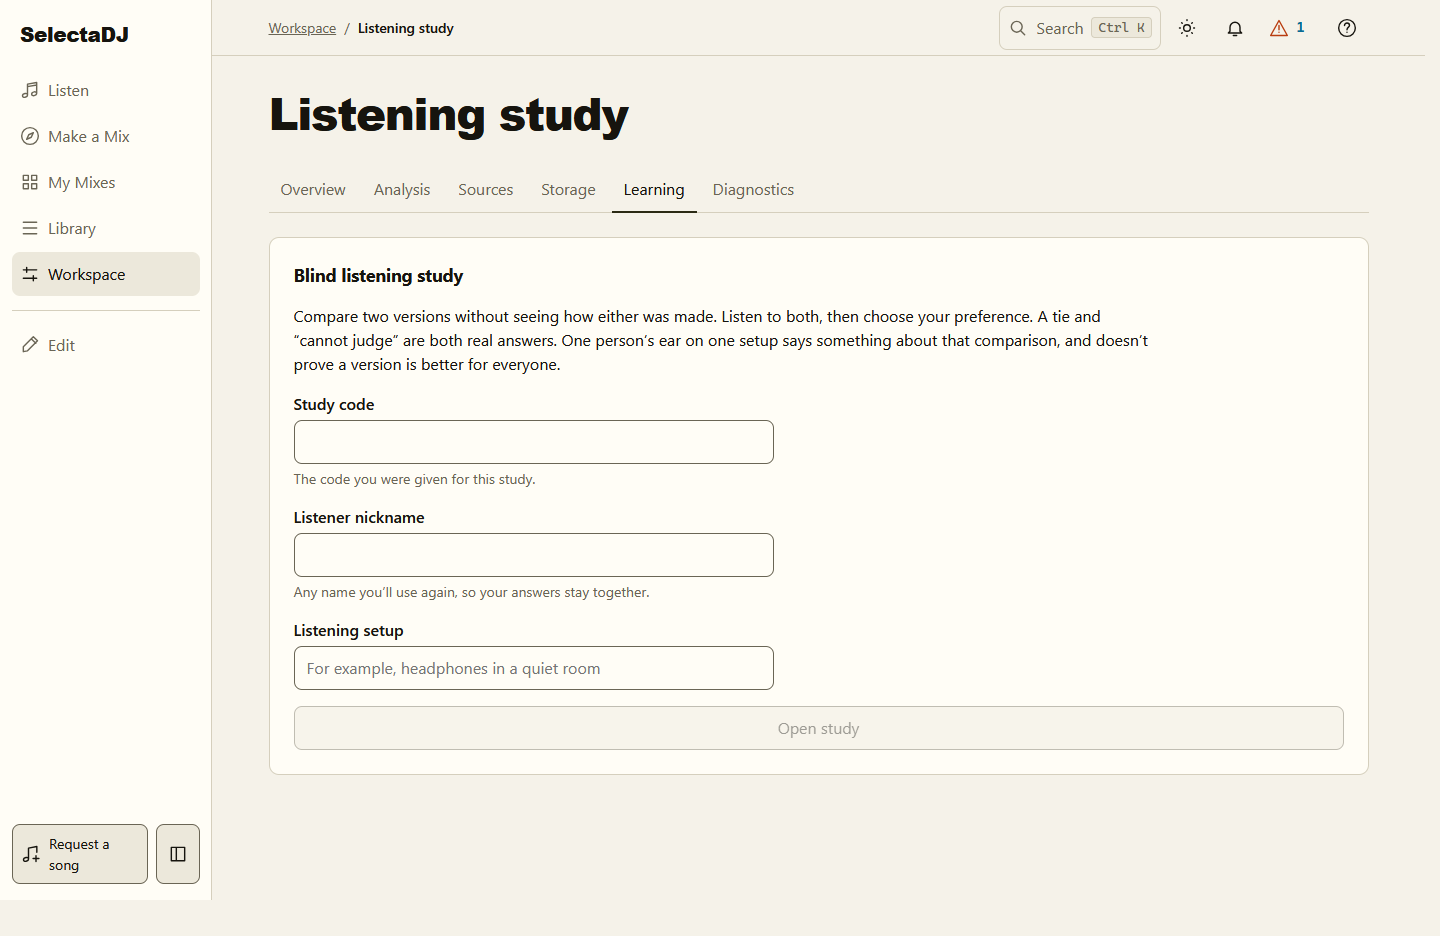 SelectaDJ
Listen
Make a Mix
My Mixes
Library
Workspace
Edit
Request a
song
Workspace / Listening study
Search Ctrl K
1
Listening study
Overview Analysis Sources Storage Learning Diagnostics
Blind listening study
Compare two versions without seeing how either was made. Listen to both, then choose your preference. A tie and
“cannot judge” are both real answers. One person’s ear on one setup says something about that comparison, and doesn’t
prove a version is better for everyone.
Study code
The code you were given for this study.
Listener nickname
Any name you’ll use again, so your answers stay together.
Listening setup
For example, headphones in a quiet room
Open study